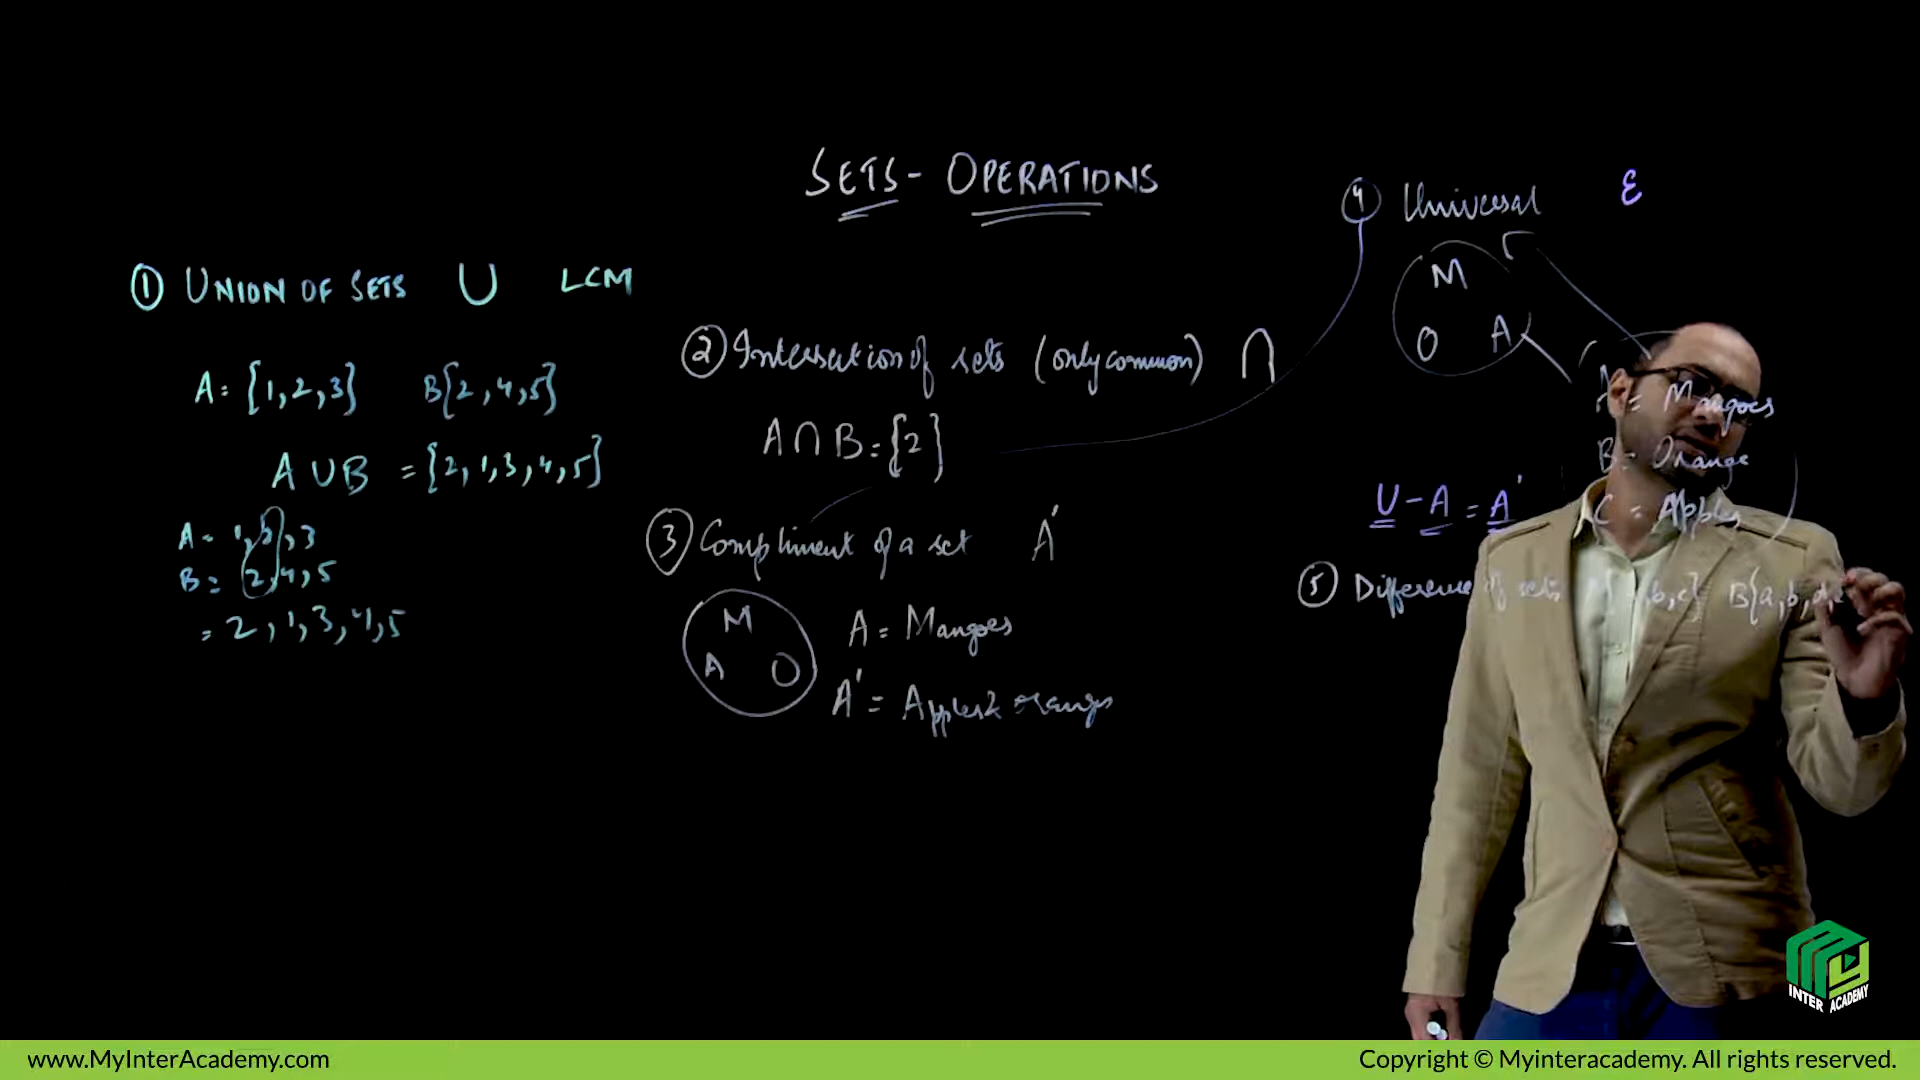 SETS - OPERATIONS
① UNION OF SETS U LCM
A = {1,2,3} B{2,4,5}
A U B = {2,1,3,4,5}
A = 1, 2, 3
B = 2,4,5
= 2,1,3,4,5
② Intersection of sets (only common) ∩
A ∩ B = {2}
③ Compliment of a set A'
M
A O
A = Mangoes
A' = Apples & oranges
④ Universal ε
M
O A
A = Mangoes
B = Orange
C = Apples
U - A = A'
⑤ Difference of sets b,c} B{a,b,d,
INTER ACADEMY
www.MyInterAcademy.com
Copyright © Myinteracademy. All rights reserved.